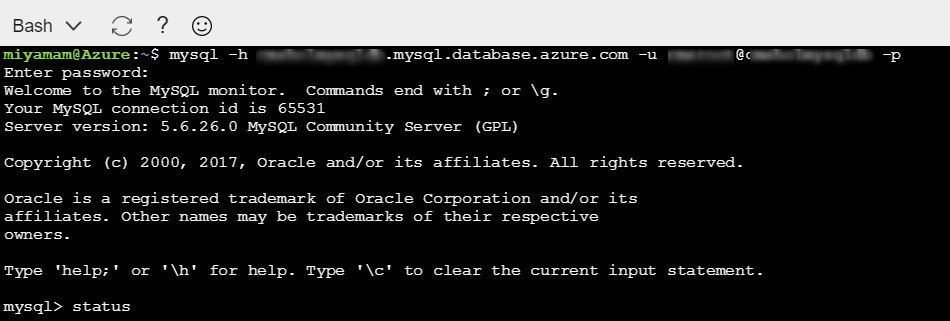 Bash
miyamam@Azure:~$ mysql -h .mysql.database.azure.com -u @ -p
Enter password:
Welcome to the MySQL monitor.  Commands end with ; or \g.
Your MySQL connection id is 65531
Server version: 5.6.26.0 MySQL Community Server (GPL)
Copyright (c) 2000, 2017, Oracle and/or its affiliates. All rights reserved.
Oracle is a registered trademark of Oracle Corporation and/or its
affiliates. Other names may be trademarks of their respective
owners.
Type 'help;' or '\h' for help. Type '\c' to clear the current input statement.
mysql> status